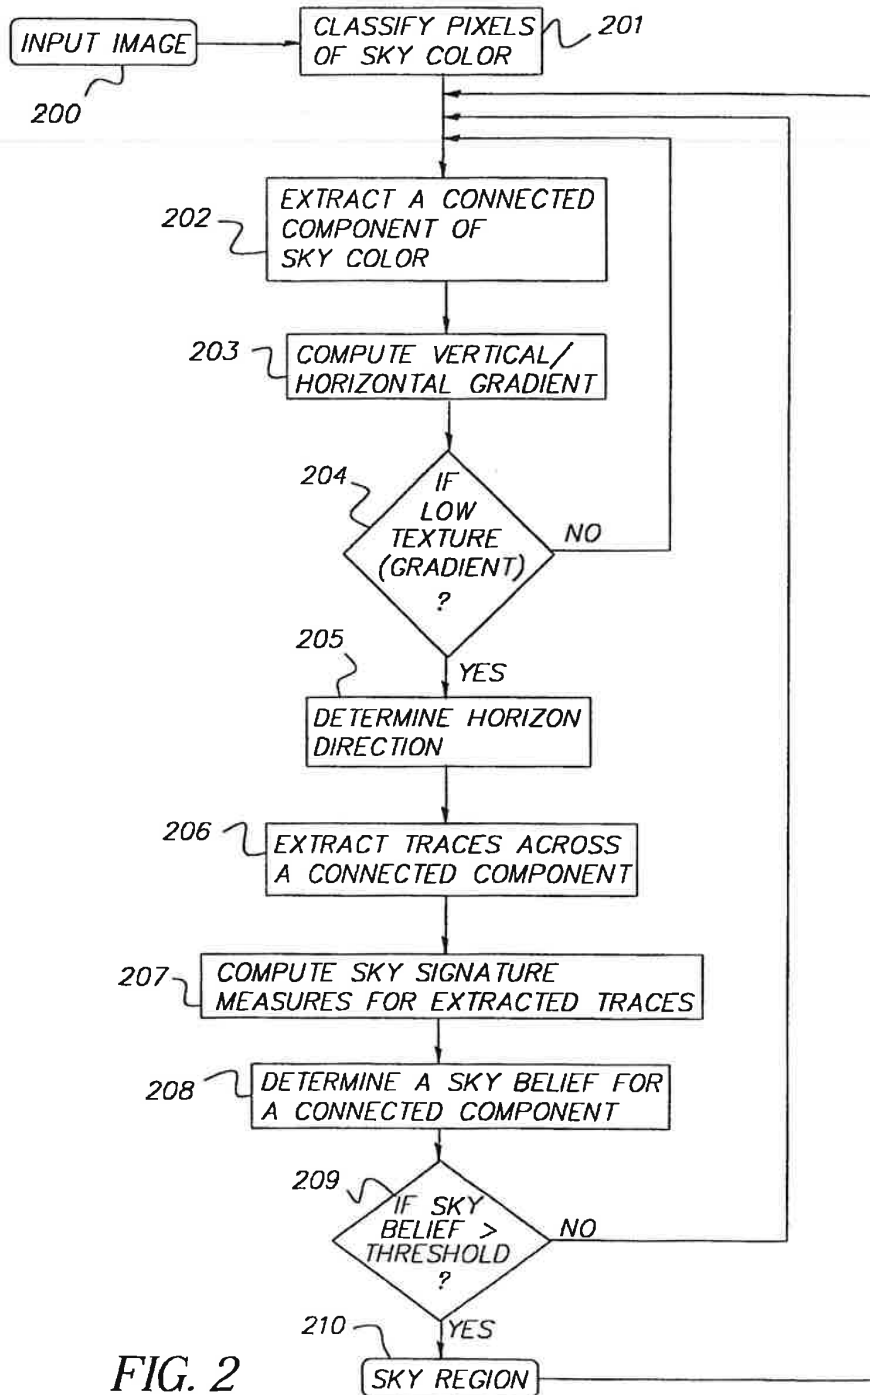 INPUT IMAGE
200
CLASSIFY PIXELS
OF SKY COLOR
201
202
EXTRACT A CONNECTED
COMPONENT OF
SKY COLOR
203
COMPUTE VERTICAL/
HORIZONTAL GRADIENT
204
IF
LOW
TEXTURE
(GRADIENT)
?
NO
YES
205
DETERMINE HORIZON
DIRECTION
206
EXTRACT TRACES ACROSS
A CONNECTED COMPONENT
207
COMPUTE SKY SIGNATURE
MEASURES FOR EXTRACTED TRACES
208
DETERMINE A SKY BELIEF FOR
A CONNECTED COMPONENT
209
IF SKY
BELIEF >
THRESHOLD
?
NO
YES
210
SKY REGION
FIG. 2